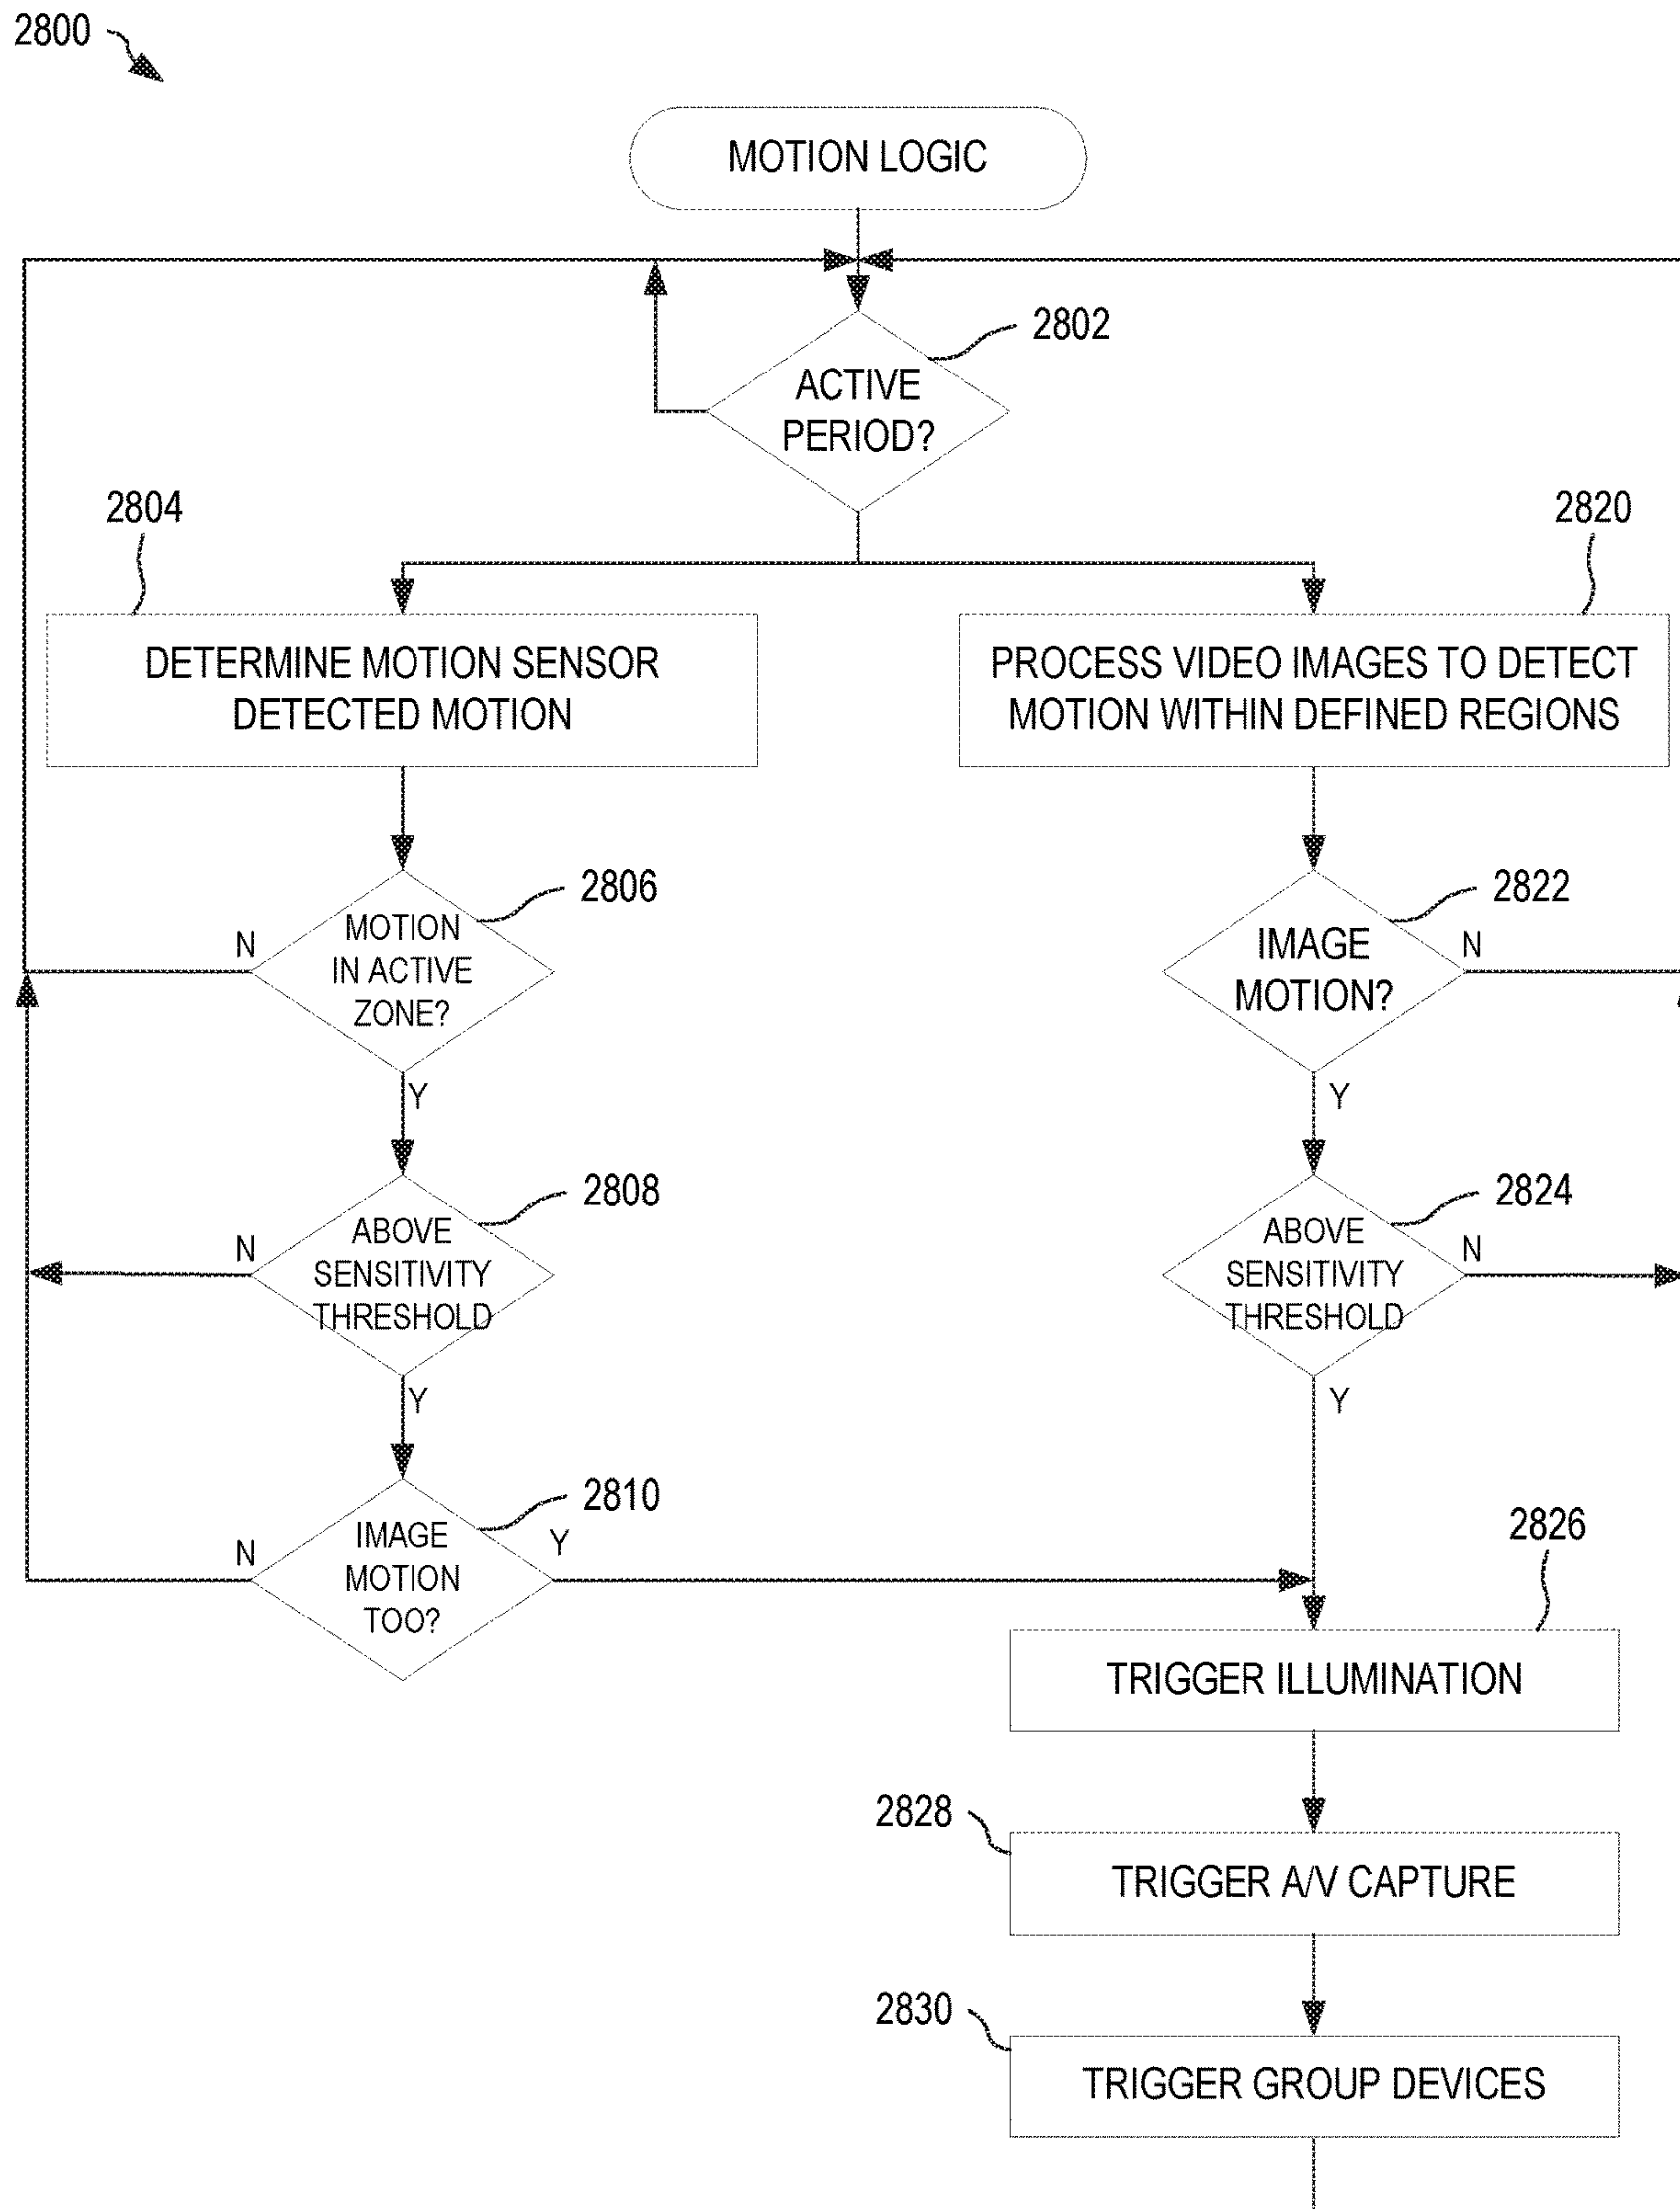 2800
MOTION LOGIC
2802
ACTIVE
PERIOD?
2804
DETERMINE MOTION SENSOR
DETECTED MOTION
2820
PROCESS VIDEO IMAGES TO DETECT
MOTION WITHIN DEFINED REGIONS
2806
N
MOTION
IN ACTIVE
ZONE?
Y
2822
IMAGE
MOTION?
N
Y
2808
N
ABOVE
SENSITIVITY
THRESHOLD
Y
2824
ABOVE
SENSITIVITY
THRESHOLD
N
Y
2810
N
IMAGE
MOTION
TOO?
Y
2826
TRIGGER ILLUMINATION
2828
TRIGGER A/V CAPTURE
2830
TRIGGER GROUP DEVICES